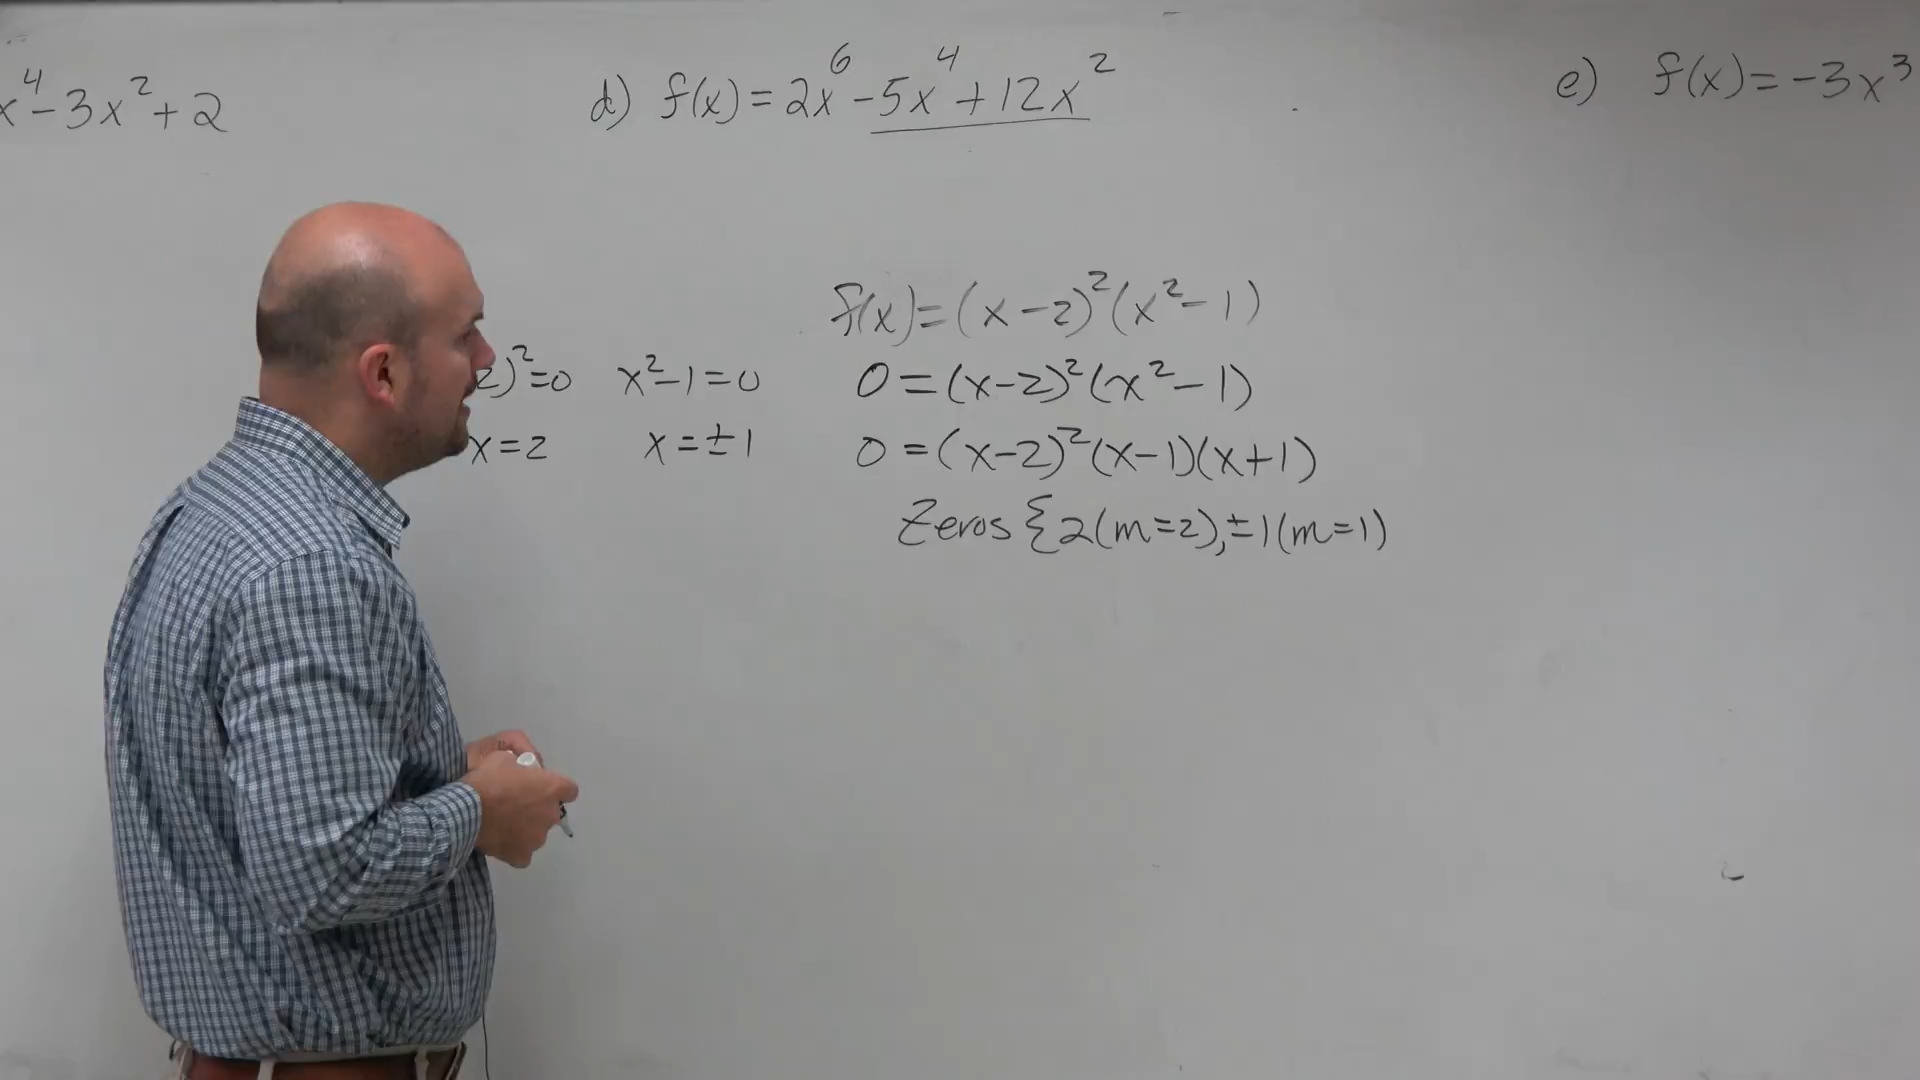 x⁴-3x²+2
d) f(x)=2x⁶-5x⁴+12x²
e) f(x)=-3x³
f(x)=(x-2)²(x²-1)
2)²=0 x²-1=0 0=(x-2)²(x²-1)
x=2 x=±1 0=(x-2)²(x-1)(x+1)
Zeros {2(m=2),±1(m=1)